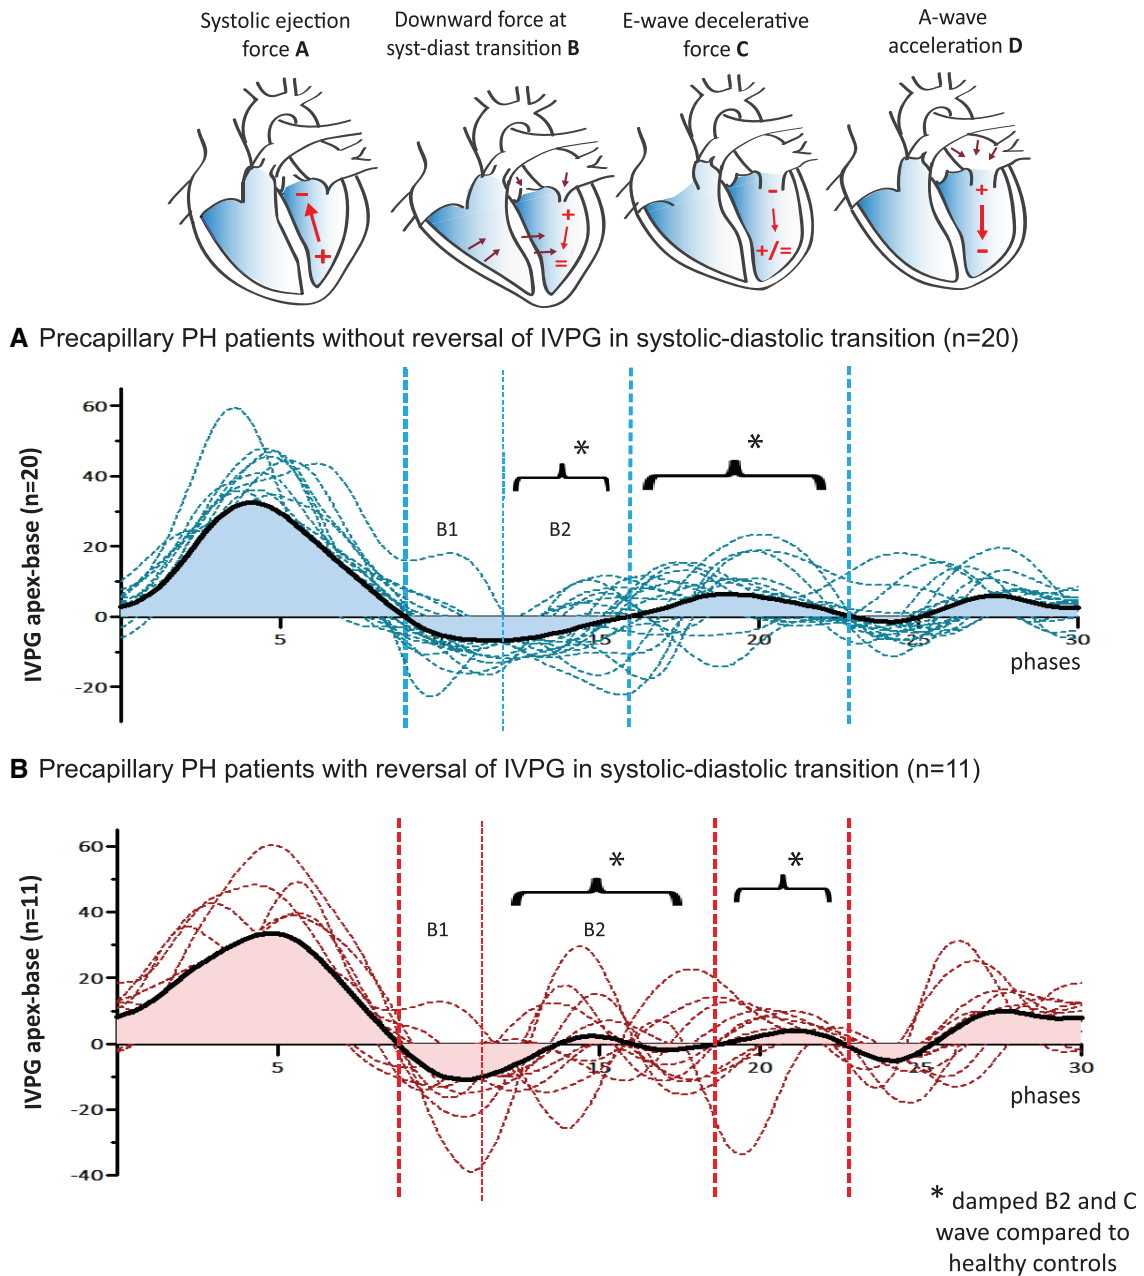 Systolic ejection
force A
Downward force at
syst-diast transition B
E-wave decelerative
force C
A-wave
acceleration D
− +
+ =
- +/=
+ -
A Precapillary PH patients without reversal of IVPG in systolic-diastolic transition (n=20)
IVPG apex-base (n=20)
60
40
20
0
-20
* *
B1 B2
5 15 20 25 30
phases
B Precapillary PH patients with reversal of IVPG in systolic-diastolic transition (n=11)
IVPG apex-base (n=11)
60
40
20
0
-20
-40
* *
B1 B2
5 15 20 25 30
phases
* damped B2 and C
wave compared to
healthy controls